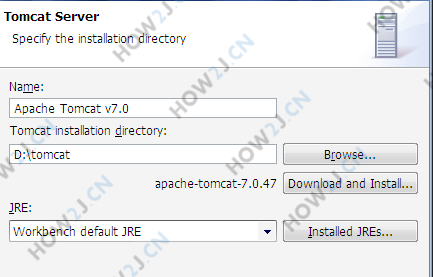 Tomcat Server
Specify the installation directory
Name:
Apache Tomcat v7.0
Tomcat installation directory:
D:\tomcat
Browse...
apache-tomcat-7.0.47
Download and Install...
JRE:
Workbench default JRE
Installed JREs...
HOW2J.CN
HOW2J.CN
HOW2J.CN
HOW2J.CN
HOW2J.CN
HOW2J.CN